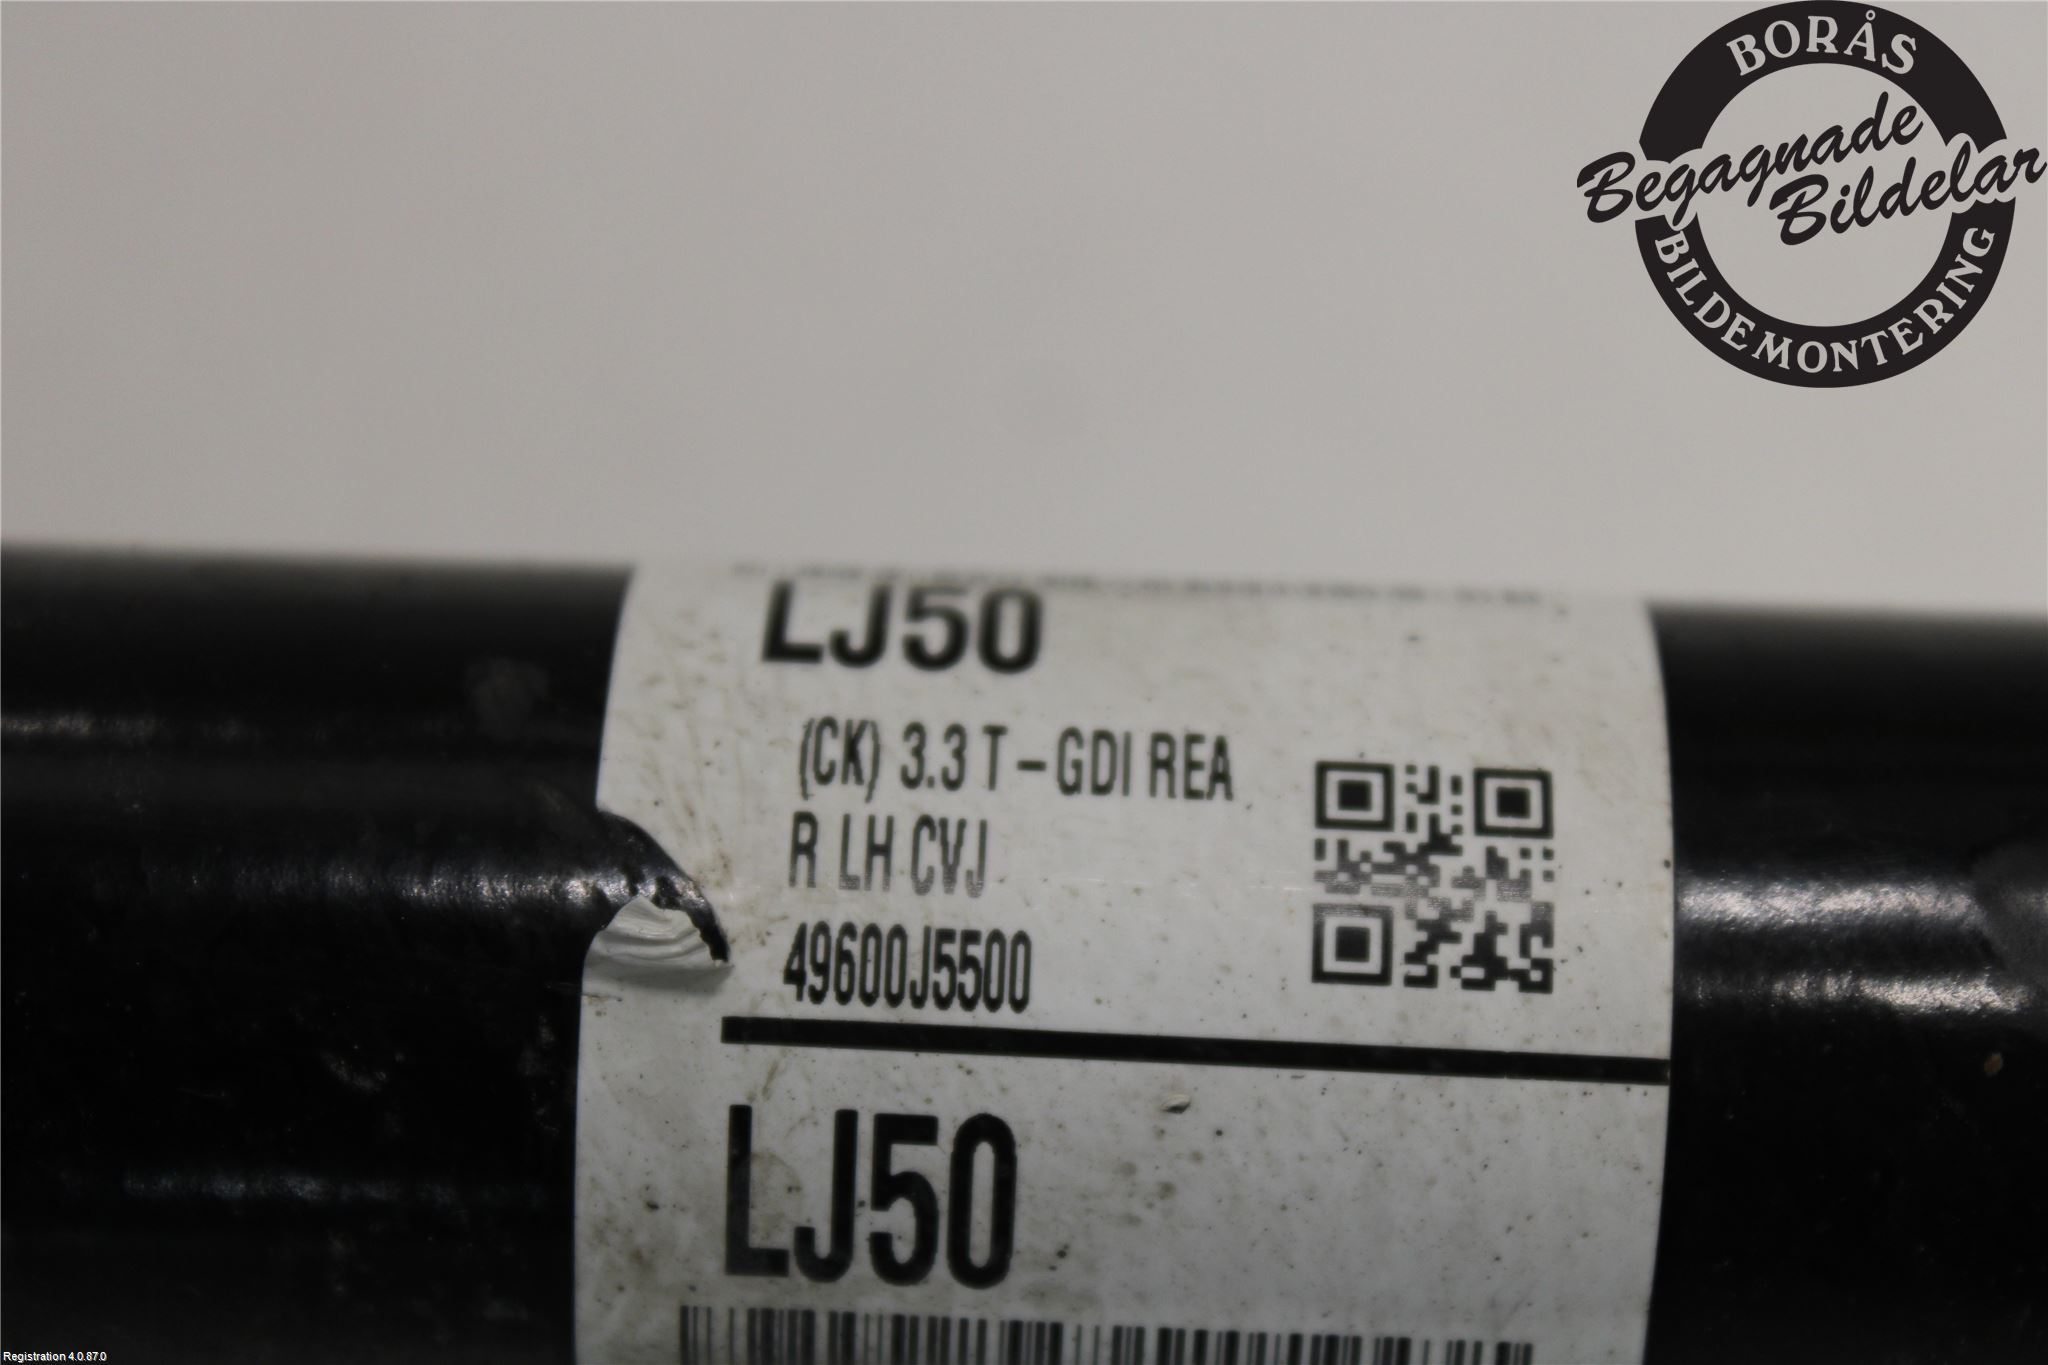 BORÅS
Begagnade
Bildelar
BILDEMONTERING
LJ50
(CK) 3.3 T-GDI REA
R LH CVJ
49600J5500
LJ50
Registration 4.0.87.0